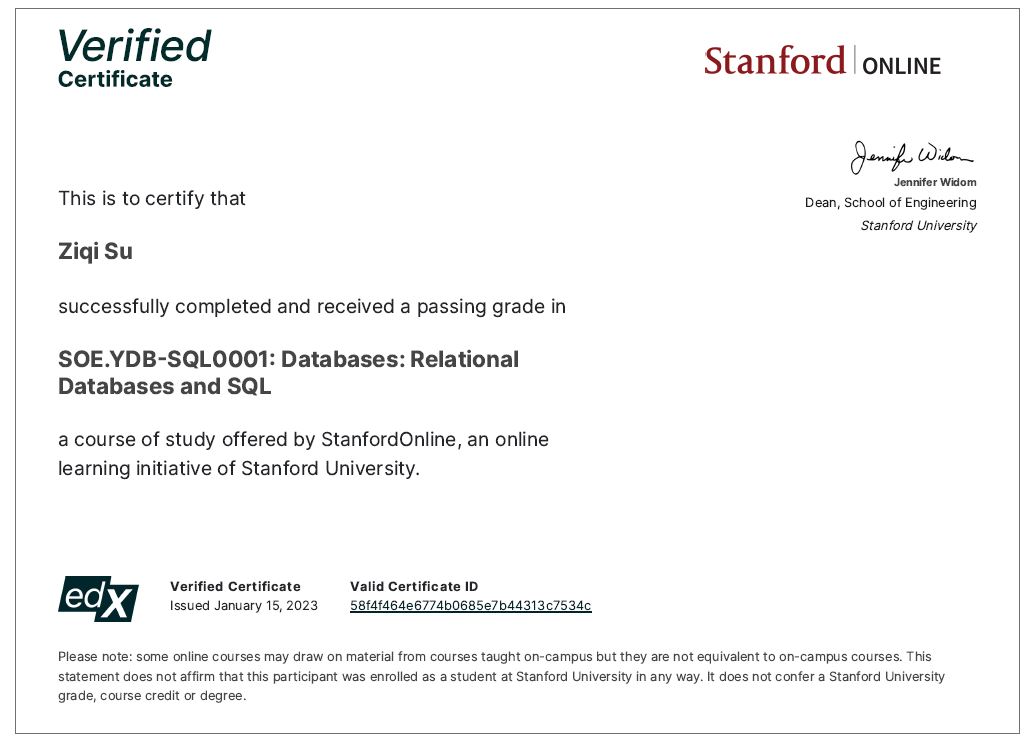 Verified
Certificate
Stanford ONLINE
Jennifer Widom
Jennifer Widom
Dean, School of Engineering
Stanford University
This is to certify that
Ziqi Su
successfully completed and received a passing grade in
SOE.YDB-SQL0001: Databases: Relational
Databases and SQL
a course of study offered by StanfordOnline, an online
learning initiative of Stanford University.
edX
Verified Certificate
Issued January 15, 2023
Valid Certificate ID
58f4f464e6774b0685e7b44313c7534c
Please note: some online courses may draw on material from courses taught on-campus but they are not equivalent to on-campus courses. This
statement does not affirm that this participant was enrolled as a student at Stanford University in any way. It does not confer a Stanford University
grade, course credit or degree.